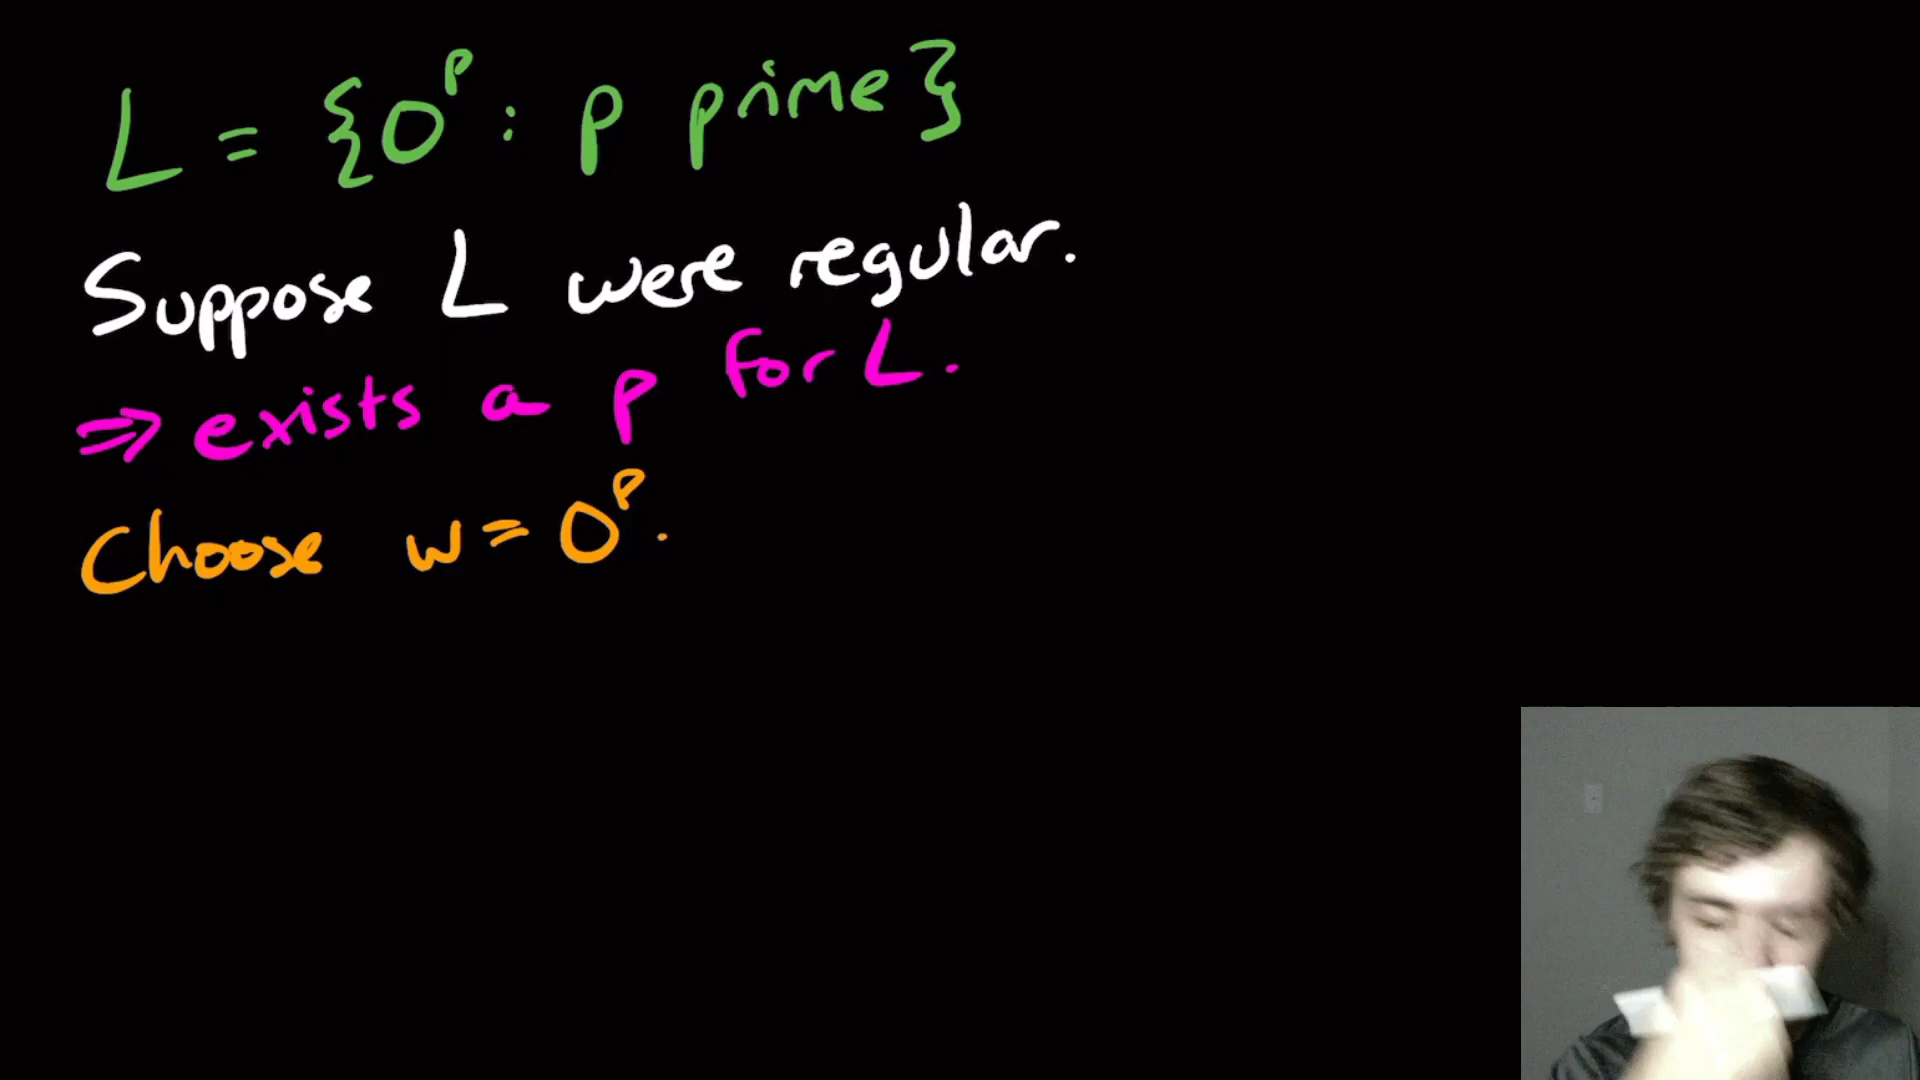 L = {0^p : p prime}
Suppose L were regular.
⇒ exists a p for L.
Choose w = 0^p.